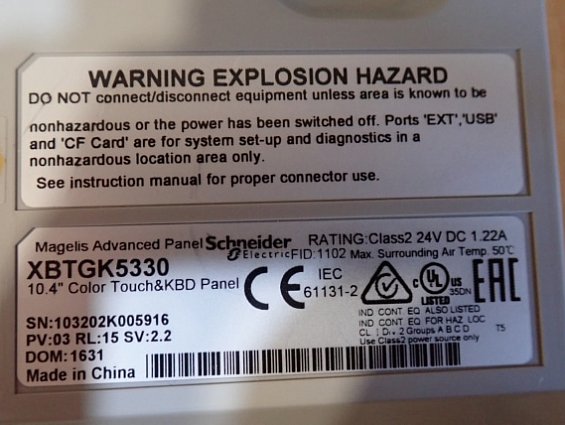 WARNING EXPLOSION HAZARD
DO NOT connect/disconnect equipment unless area is known to be
nonhazardous or the power has been switched off. Ports 'EXT','USB'
and 'CF Card' are for system set-up and diagnostics in a
nonhazardous location area only.
See instruction manual for proper connector use.
Magelis Advanced Panel Schneider RATING:Class2 24V DC 1.22A
Electric FID:1102 Max. Surrounding Air Temp. 50℃
XBTGK5330
10.4" Color Touch&KBD Panel
CE IEC
61131-2
C UL US EAC
LISTED 35DN
SN:103202K005916
PV:03 RL:15 SV:2.2
DOM:1631
Made in China
IND CONT EQ ALSO LISTED
IND CONT EQ FOR HAZ LOC
CL I Div 2 Groups A B C D T5
Use Class2 power source only